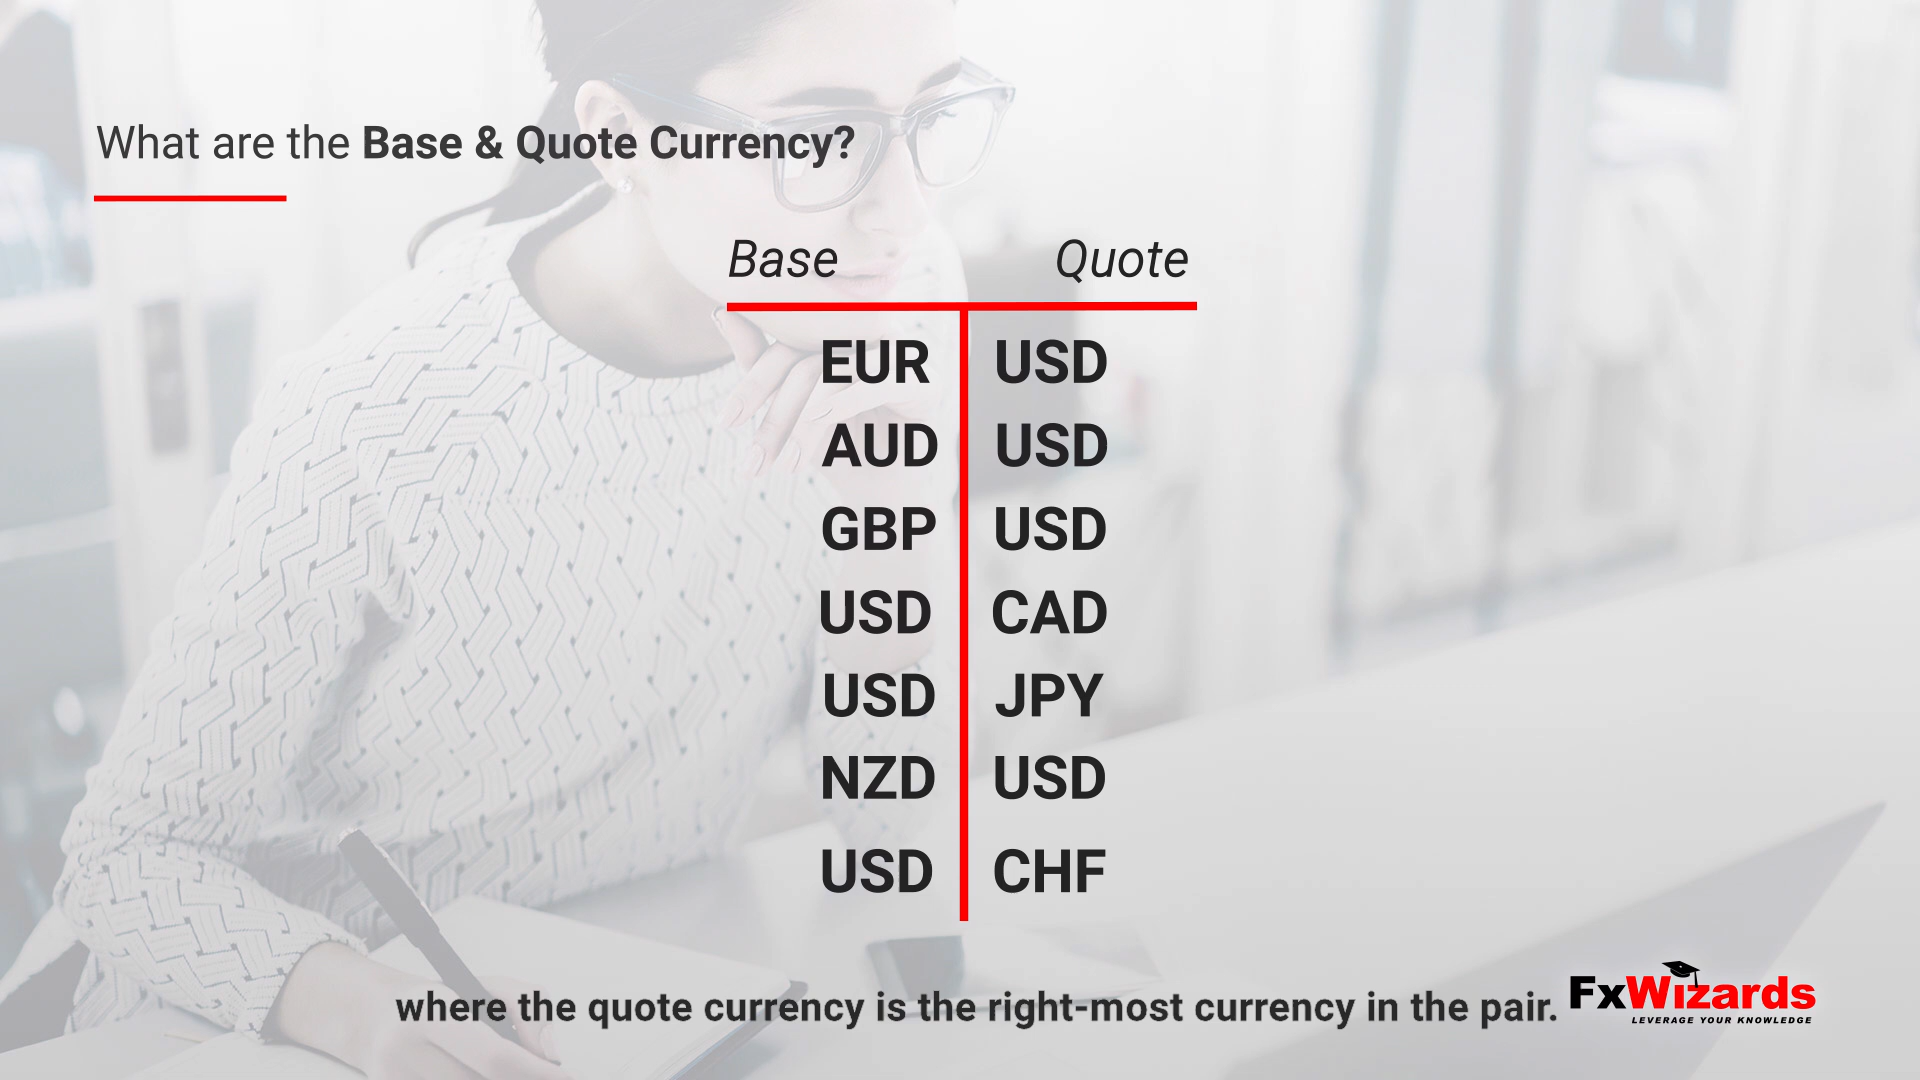 What are the Base & Quote Currency?
Base Quote
EUR USD
AUD USD
GBP USD
USD CAD
USD JPY
NZD USD
USD CHF
where the quote currency is the right-most currency in the pair.
FxWizards
LEVERAGE YOUR KNOWLEDGE